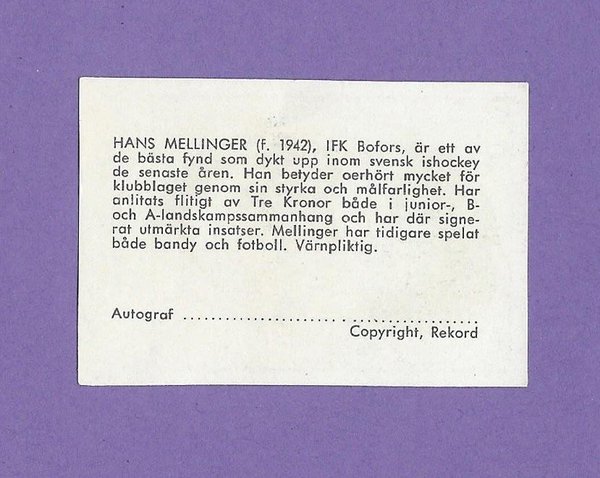 HANS MELLINGER (F. 1942), IFK Bofors, är ett av
de bästa fynd som dykt upp inom svensk ishockey
de senaste åren. Han betyder oerhört mycket för
klubblaget genom sin styrka och målfarlighet. Har
anlitats flitigt av Tre Kronor både i junior-, B-
och A-landskampssammanhang och har där signe-
rat utmärkta insatser. Mellinger har tidigare spelat
både bandy och fotboll. Värnpliktig.
Autograf ................................................
Copyright, Rekord